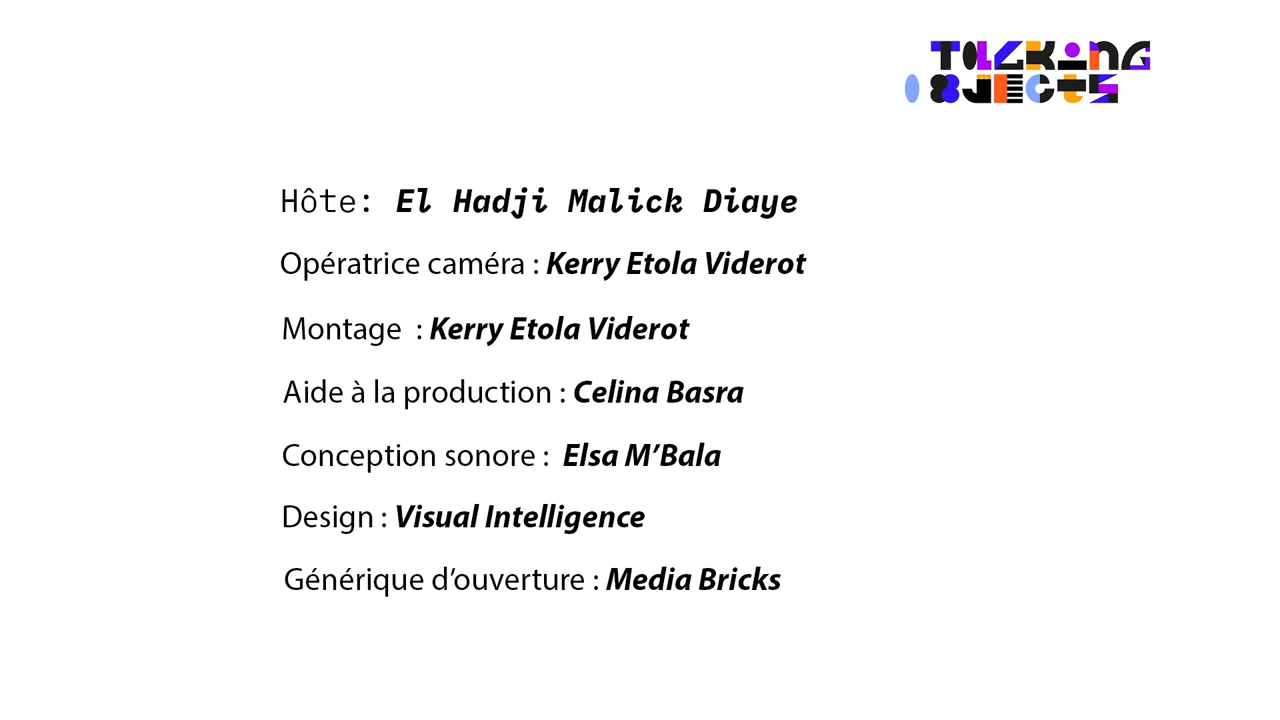 TALKING
OBJECTS
Hôte: El Hadji Malick Diaye
Opératrice caméra : Kerry Etola Viderot
Montage : Kerry Etola Viderot
Aide à la production : Celina Basra
Conception sonore : Elsa M’Bala
Design : Visual Intelligence
Générique d’ouverture : Media Bricks